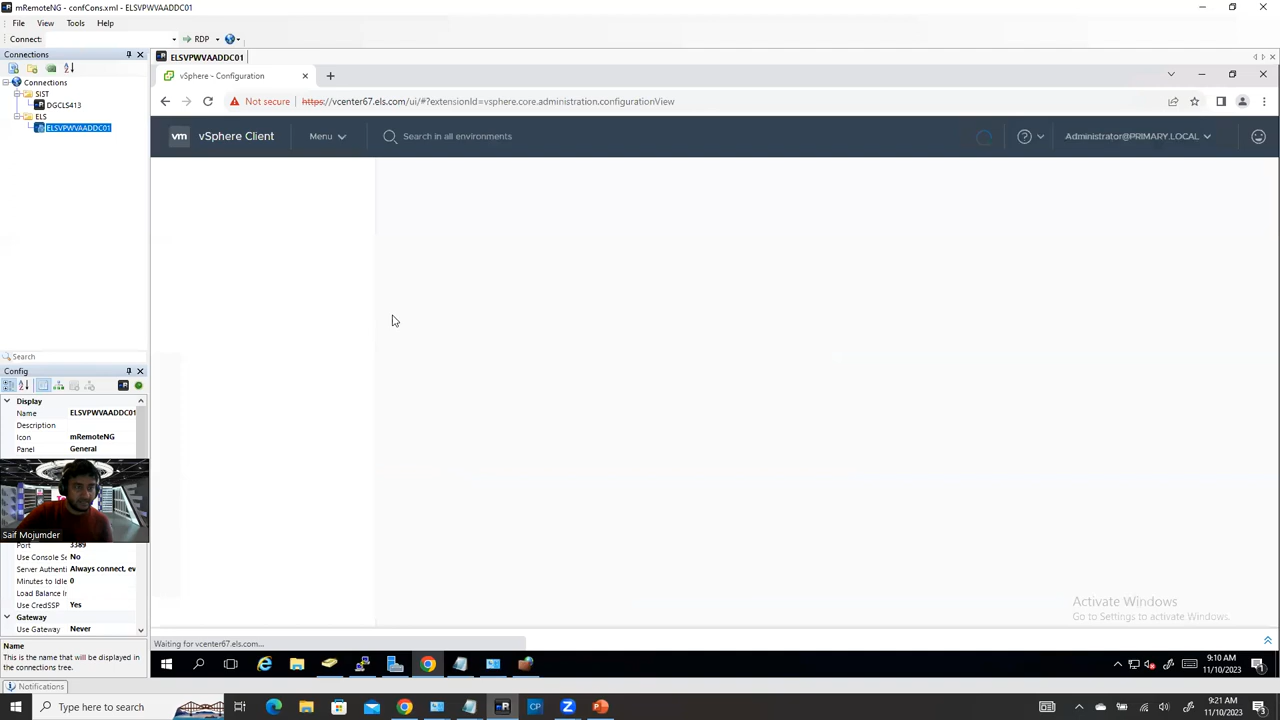 mRemoteNG - confCons.xml - ELSVPWVAADDC01
File View Tools Help
Connect: RDP
Connections
ELSVPWVAADDC01
Connections
SIST
DGCLS413
ELS
ELSVPWVAADDC01
vSphere - Configuration
Not secure https://vcenter67.els.com/ui/#?extensionId=vsphere.core.administration.configurationView
vm vSphere Client Menu Search in all environments Administrator@PRIMARY.LOCAL
Search
Config
Display
Name ELSVPWVAADDC01
Description
Icon mRemoteNG
Panel General
Saif Mojumder
Port 3389
Use Console Se No
Server Authenti Always connect, ev
Minutes to Idle 0
Load Balance Ir
Use CredSSP Yes
Gateway
Use Gateway Never
Name
This is the name that will be displayed in
the connections tree.
Notifications
Activate Windows
Go to Settings to activate Windows.
Waiting for vcenter67.els.com...
9:10 AM
11/10/2023
Type here to search
9:21 AM
11/10/2023